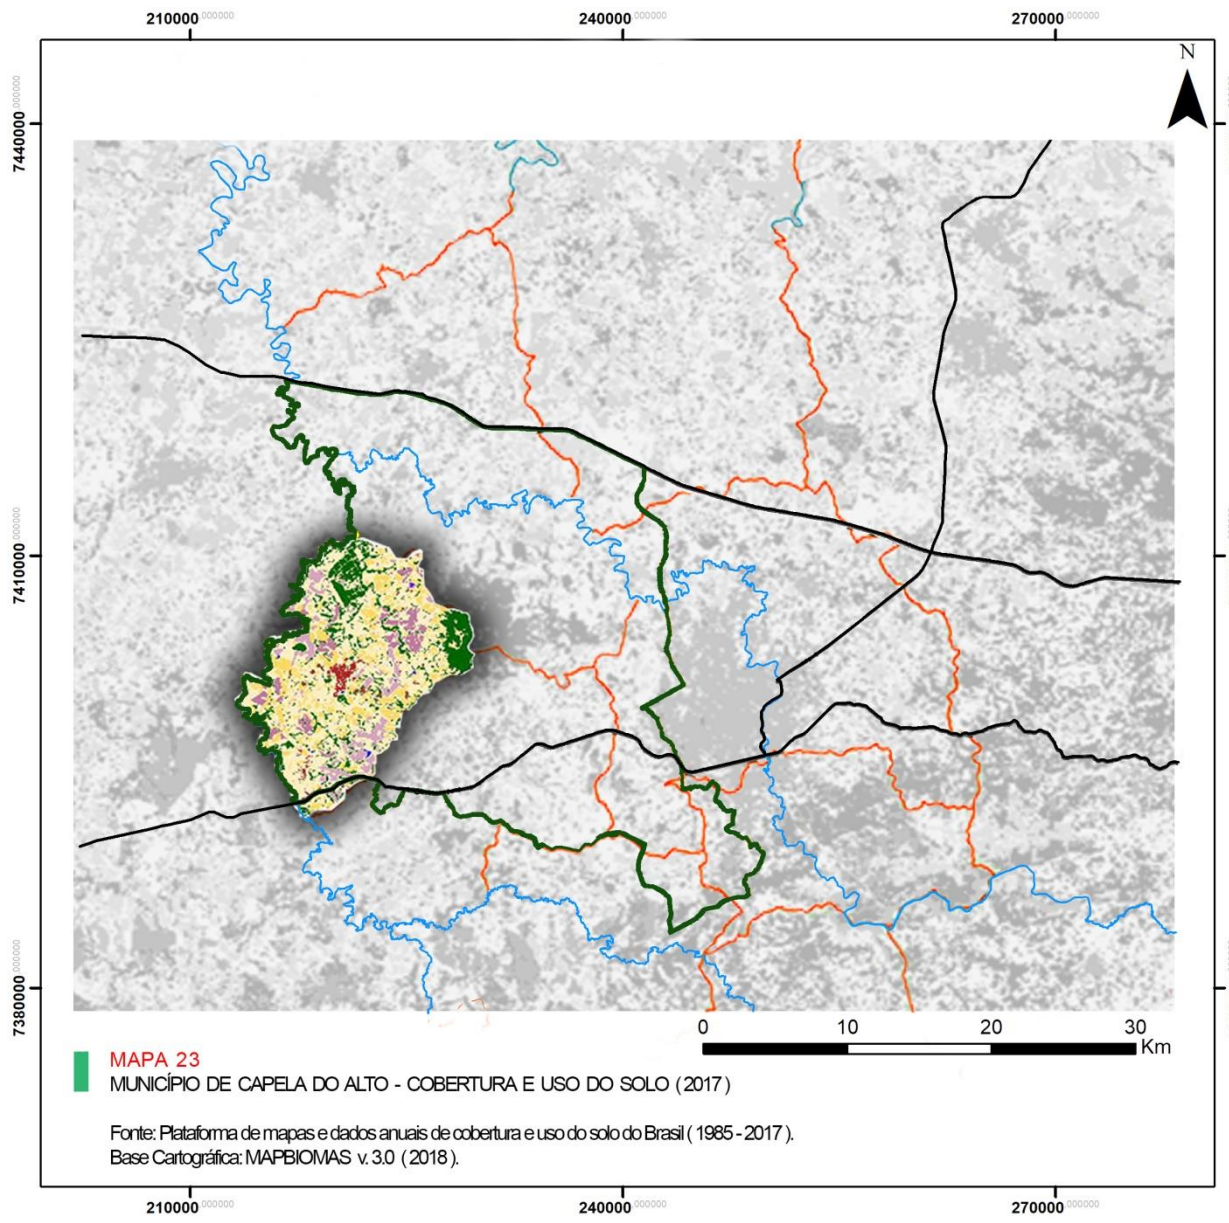 210000,000000 240000,000000 270000,000000
N
7440000,000000
7410000,000000
7380000,000000
0 10 20 30
Km
MAPA 23
MUNICÍPIO DE CAPELA DO ALTO - COBERTURA E USO DO SOLO (2017)
Fonte: Plataforma de mapas e dados anuais de cobertura e uso do solo do Brasil (1985-2017).
Base Cartográfica: MAPBIOMAS v. 3.0 (2018).
210000,000000 240000,000000 270000,000000